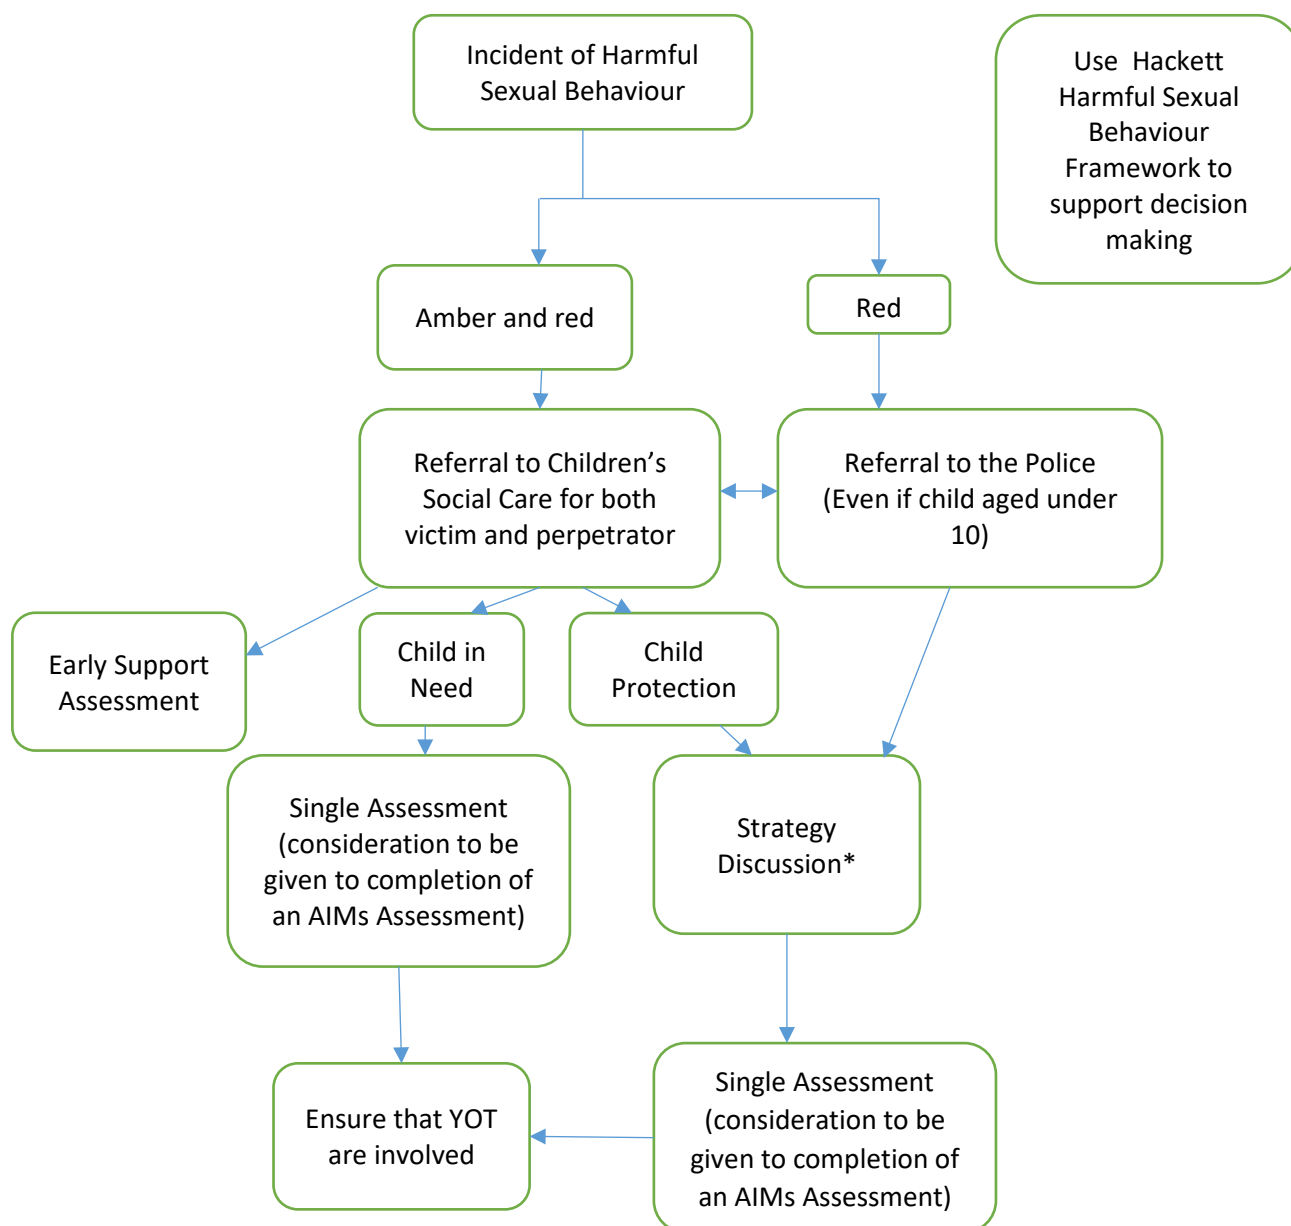 Incident of Harmful
Sexual Behaviour
Use  Hackett
Harmful Sexual
Behaviour
Framework to
support decision
making
Amber and red
Red
Referral to Children’s
Social Care for both
victim and perpetrator
Referral to the Police
(Even if child aged under
10)
Early Support
Assessment
Child in
Need
Child
Protection
Single Assessment
(consideration to be
given to completion of
an AIMs Assessment)
Strategy
Discussion*
Ensure that YOT
are involved
Single Assessment
(consideration to be
given to completion of
an AIMs Assessment)